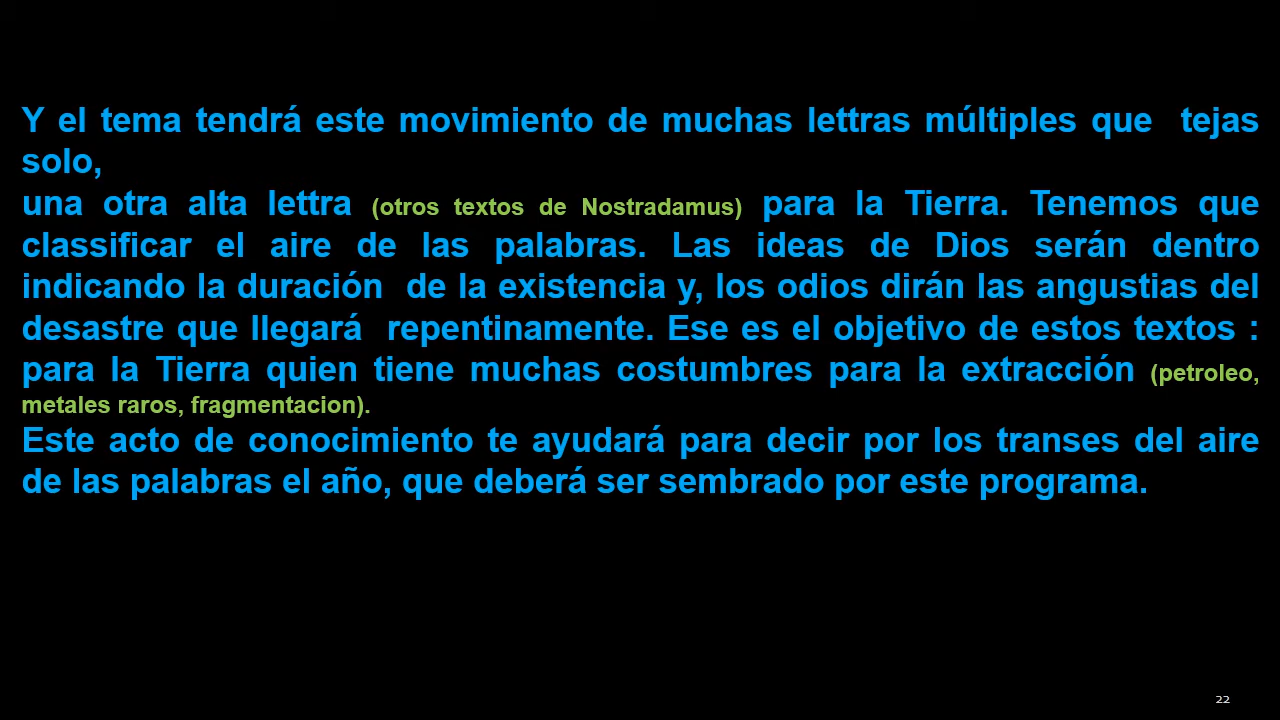 Y el tema tendrá este movimiento de muchas lettras múltiples que tejas
solo,
una otra alta lettra (otros textos de Nostradamus) para la Tierra. Tenemos que
classificar el aire de las palabras. Las ideas de Dios serán dentro
indicando la duración de la existencia y, los odios dirán las angustias del
desastre que llegará repentinamente. Ese es el objetivo de estos textos :
para la Tierra quien tiene muchas costumbres para la extracción (petroleo,
metales raros, fragmentacion).
Este acto de conocimiento te ayudará para decir por los transes del aire
de las palabras el año, que deberá ser sembrado por este programa.
22